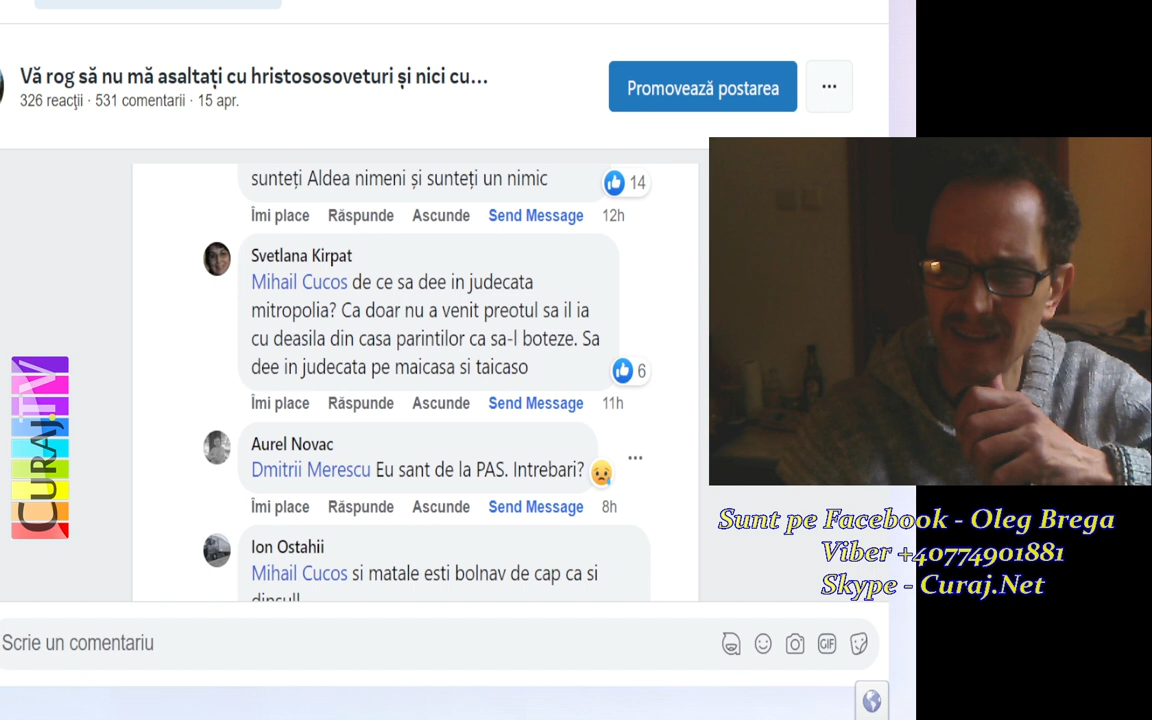 Vă rog să nu mă asaltați cu hristososoveturi și nici cu...
326 reacţii · 531 comentarii · 15 apr.
Promovează postarea
sunteți Aldea nimeni și sunteți un nimic
14
Îmi place Răspunde Ascunde Send Message 12h
Svetlana Kirpat
Mihail Cucos de ce sa dee in judecata
mitropolia? Ca doar nu a venit preotul sa il ia
cu deasila din casa parintilor ca sa-l boteze. Sa
dee in judecata pe maicasa si taicaso
6
Îmi place Răspunde Ascunde Send Message 11h
Aurel Novac
Dmitrii Merescu Eu sant de la PAS. Intrebari?
Îmi place Răspunde Ascunde Send Message 8h
Ion Ostahii
Mihail Cucos si matale esti bolnav de cap ca si
dinsull
Scrie un comentariu
GIF
CURAJ.TV
Sunt pe Facebook - Oleg Brega
Viber +40774901881
Skype - Curaj.Net